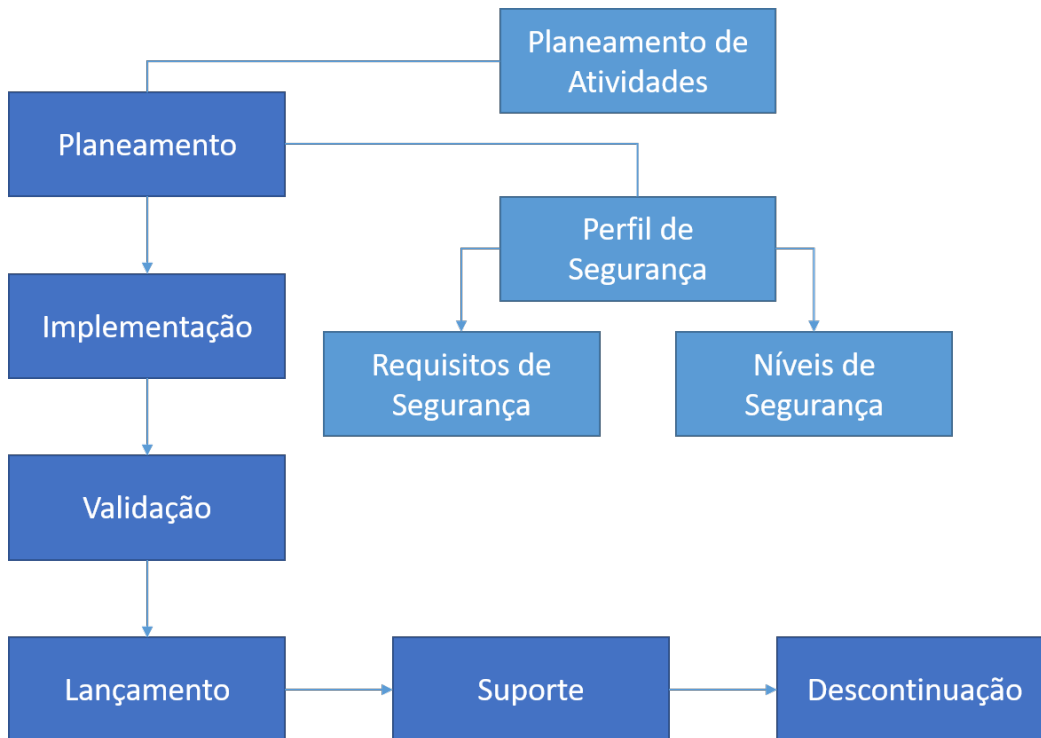 Planeamento de
Atividades
Planeamento
Perfil de
Segurança
Implementação
Requisitos de
Segurança
Níveis de
Segurança
Validação
Lançamento
Suporte
Descontinuação